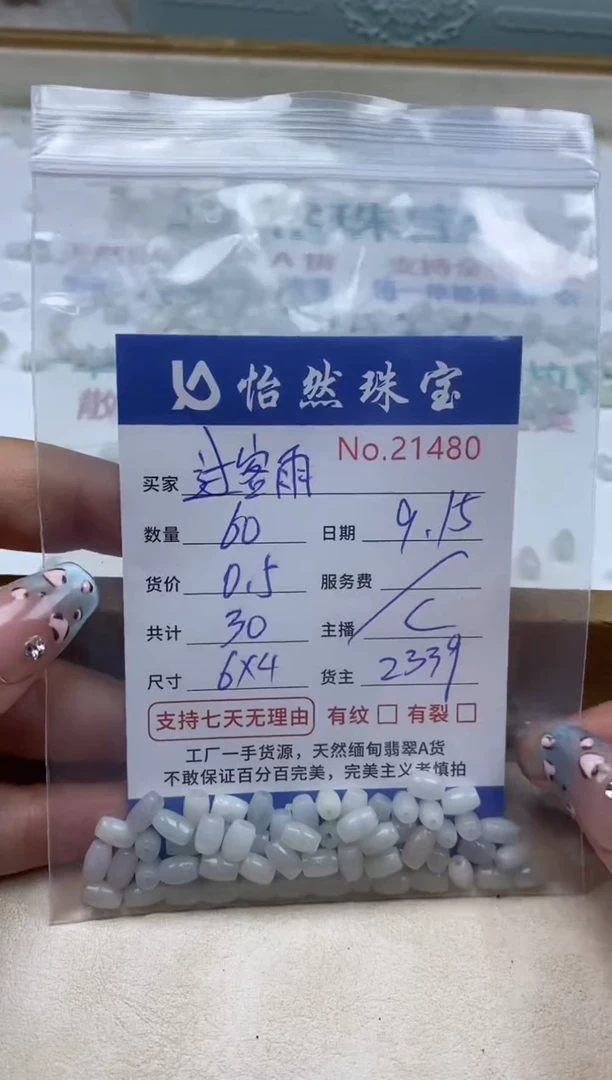 怡然珠宝
No.21480
买家 过客雨
数量 60 日期 9.15
货价 0.5 服务费 /
共计 30 主播 C
尺寸 6X4 货主 2339
支持七天无理由 有纹 □ 有裂 □
工厂一手货源，天然缅甸翡翠A货
不敢保证百分百完美，完美主义者慎拍